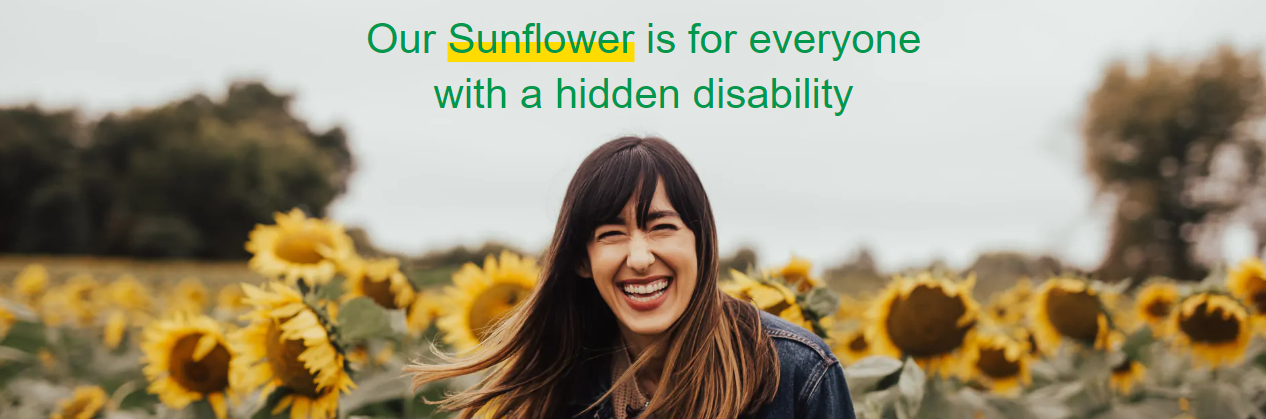 Our Sunflower is for everyone
with a hidden disability